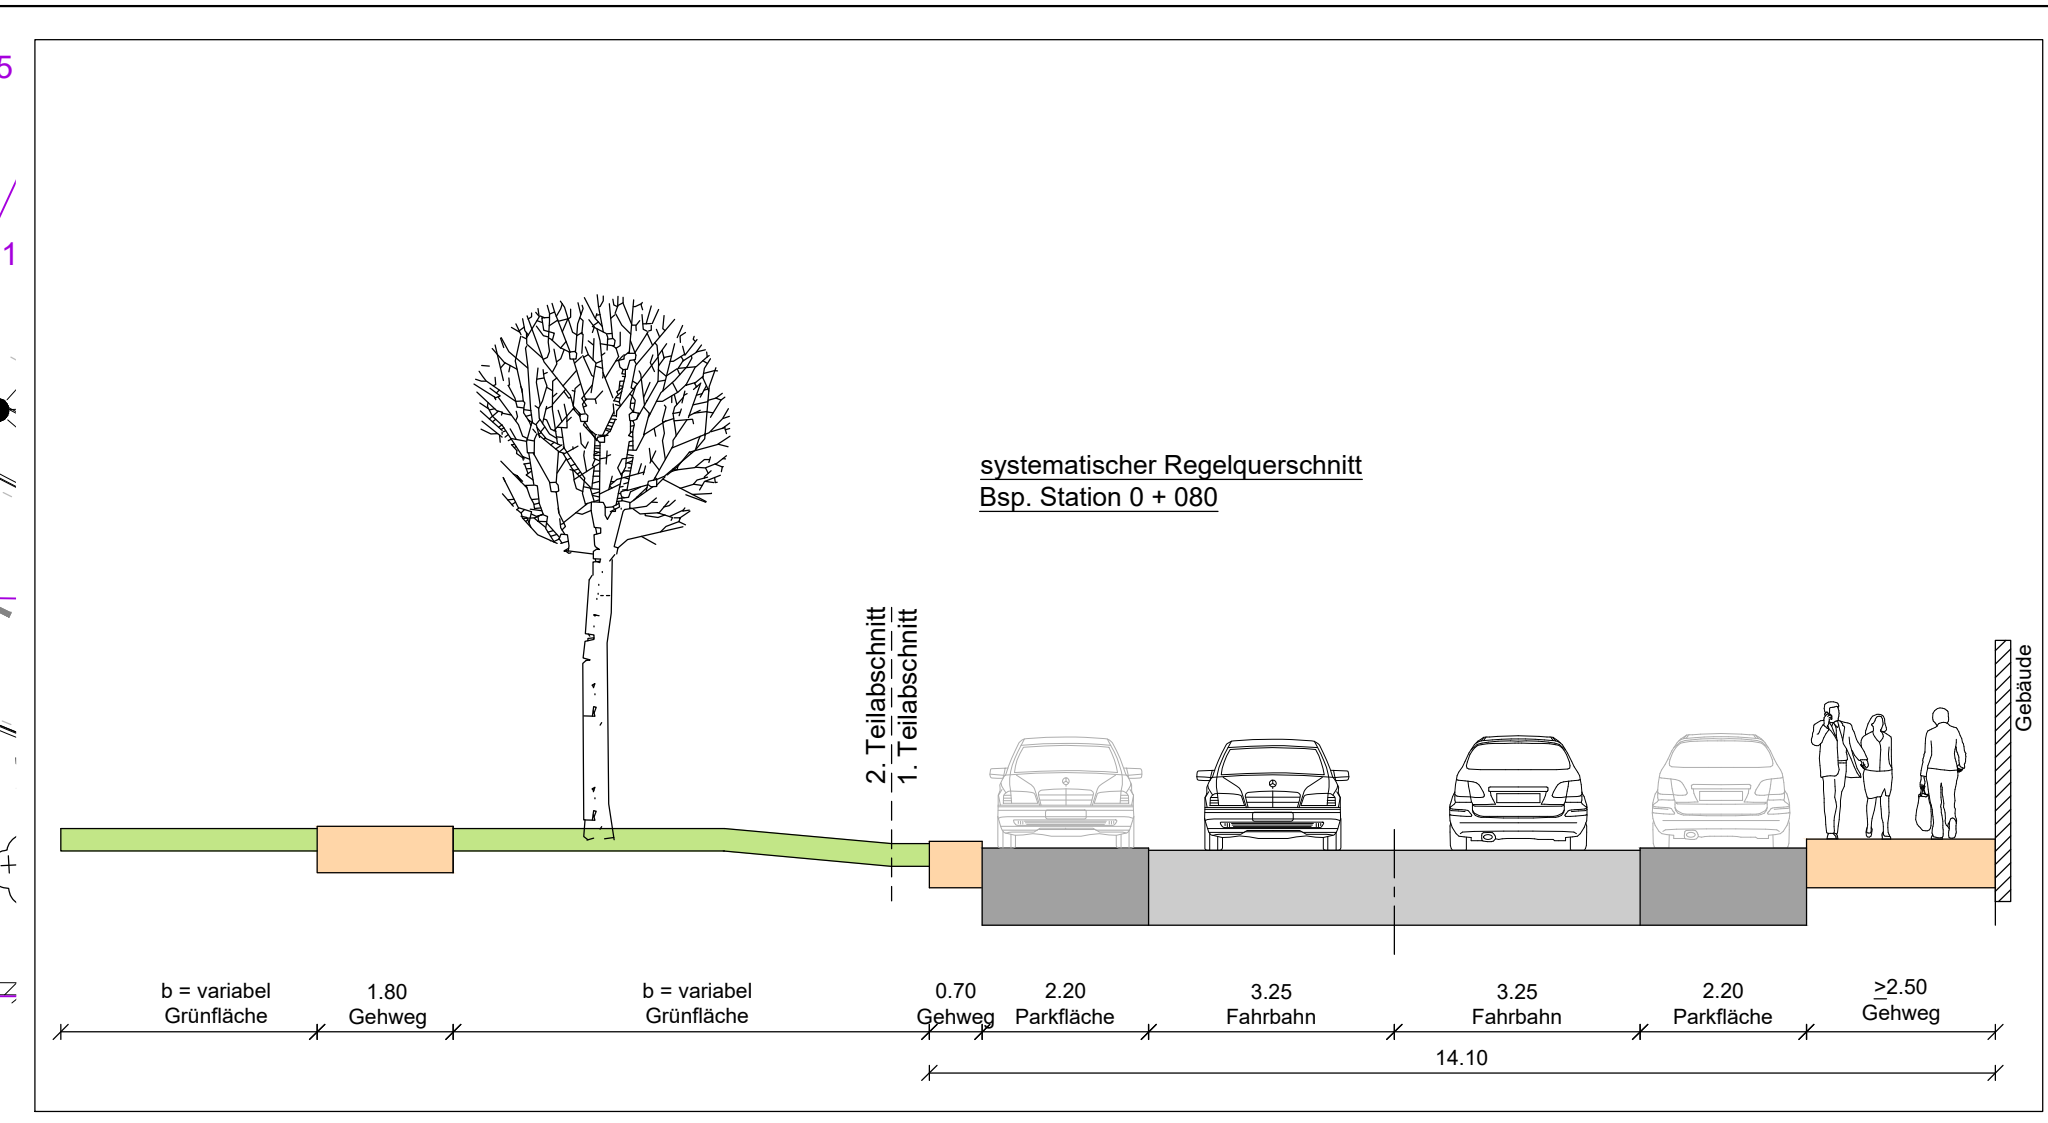 5
1
systematischer Regelquerschnitt
Bsp. Station 0 + 080
2. Teilabschnitt
1. Teilabschnitt
Gebäude
b = variabel
Grünfläche
1.80
Gehweg
b = variabel
Grünfläche
0.70
Gehweg
2.20
Parkfläche
3.25
Fahrbahn
3.25
Fahrbahn
2.20
Parkfläche
≥2.50
Gehweg
14.10